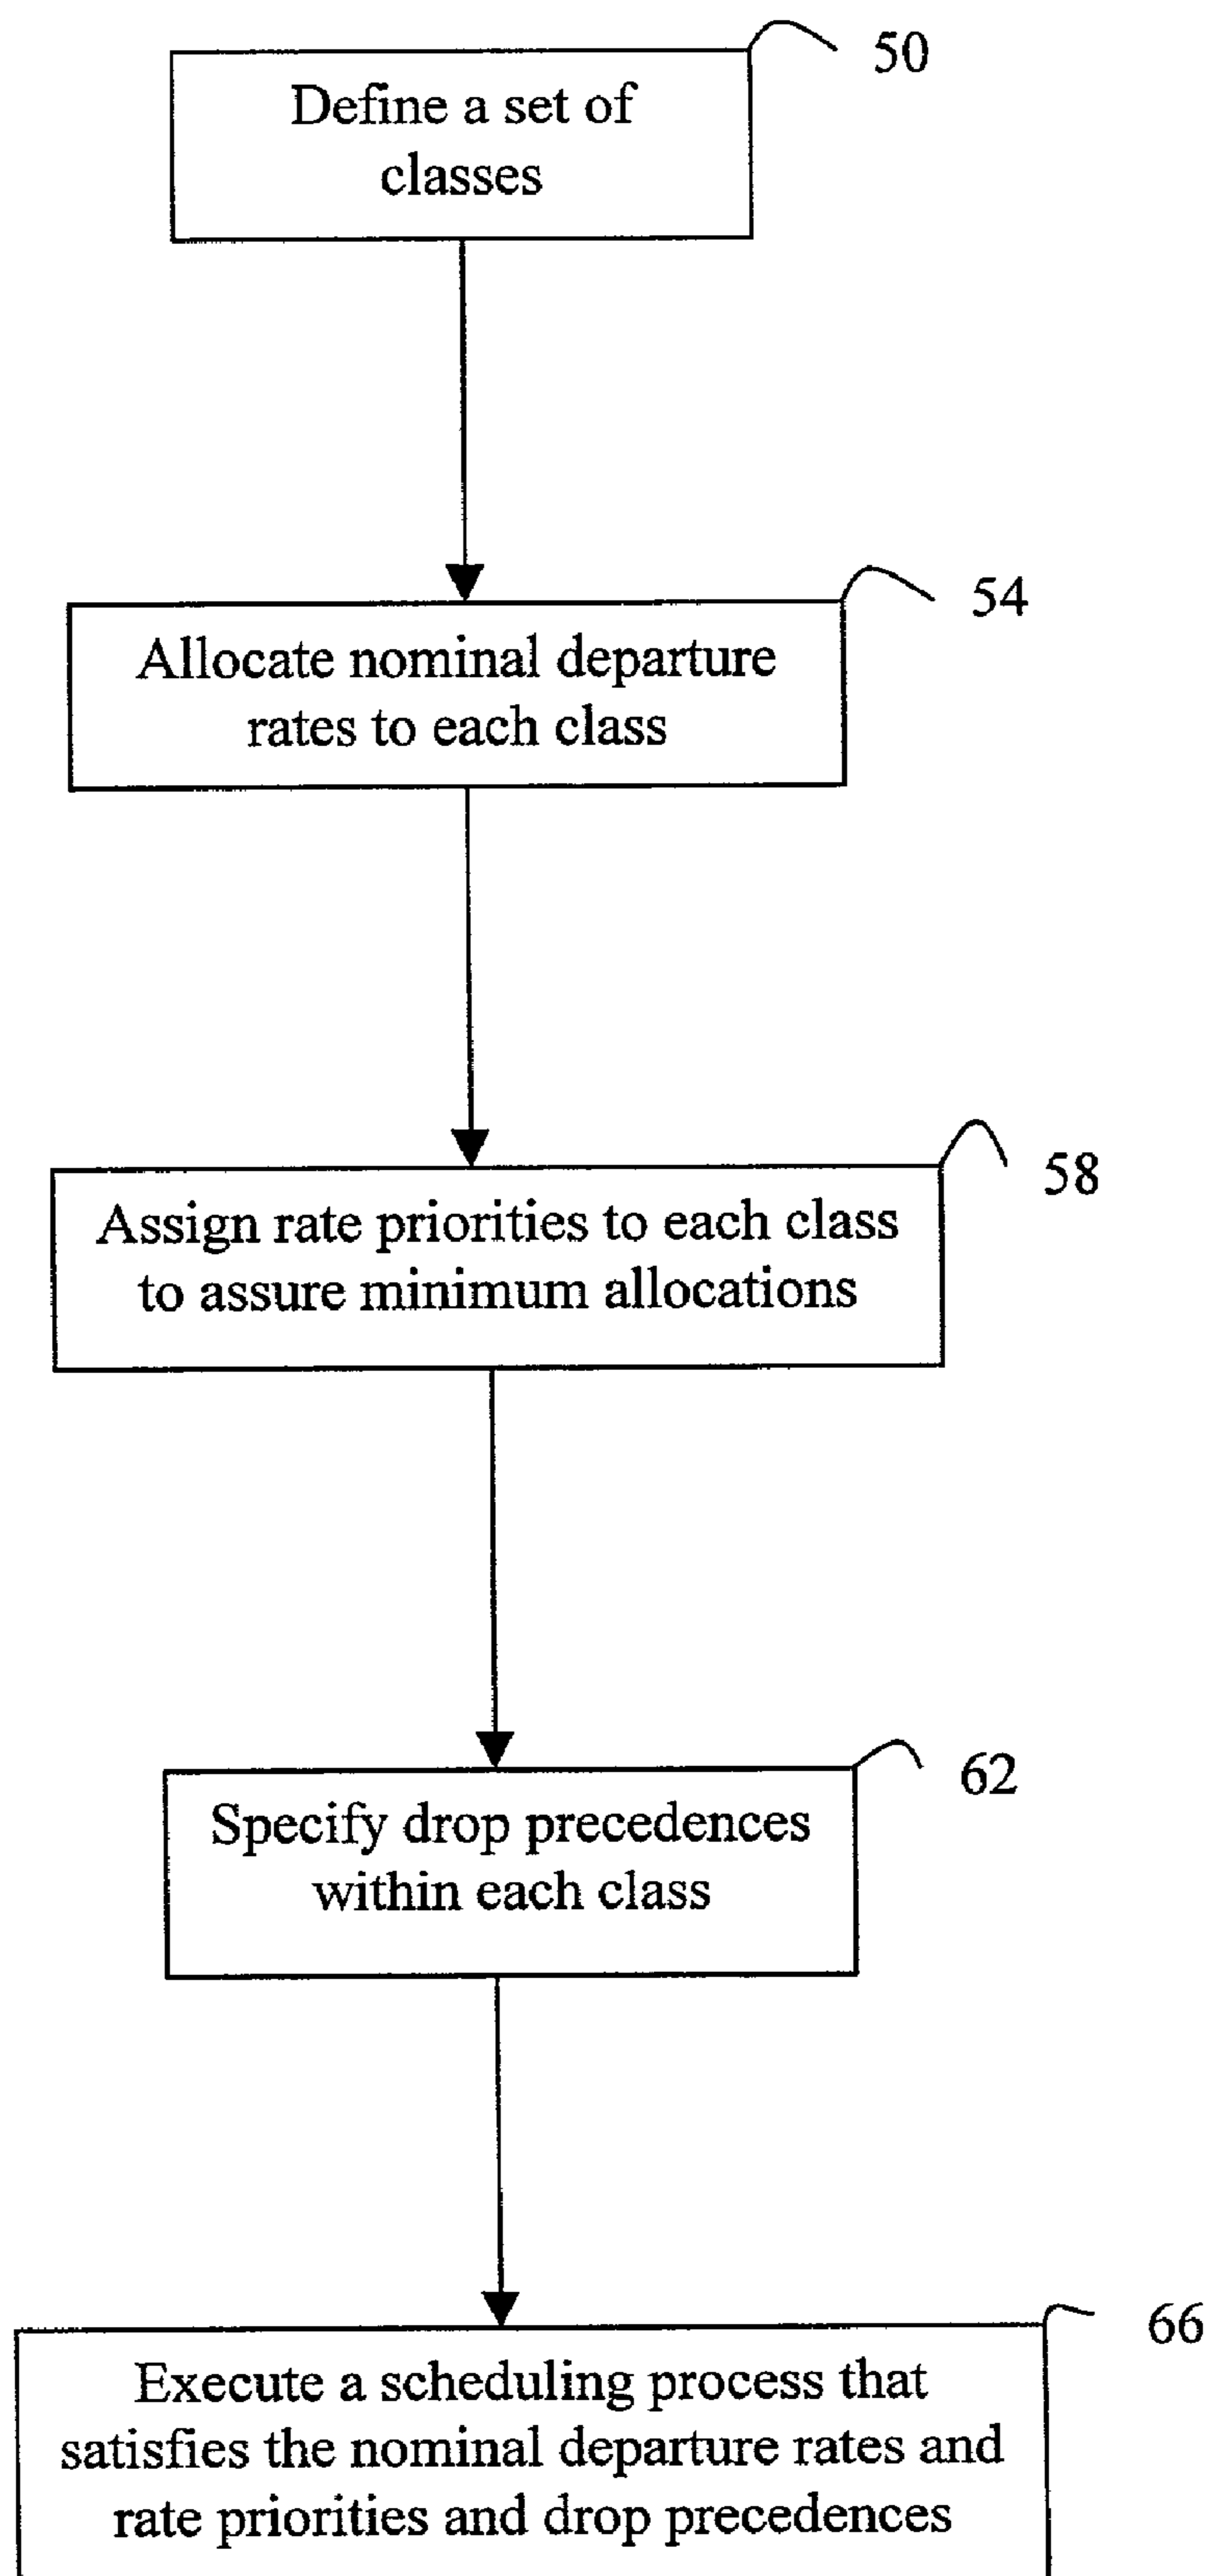 50
Define a set of
classes
54
Allocate nominal departure
rates to each class
58
Assign rate priorities to each class
to assure minimum allocations
62
Specify drop precedences
within each class
66
Execute a scheduling process that
satisfies the nominal departure rates and
rate priorities and drop precedences